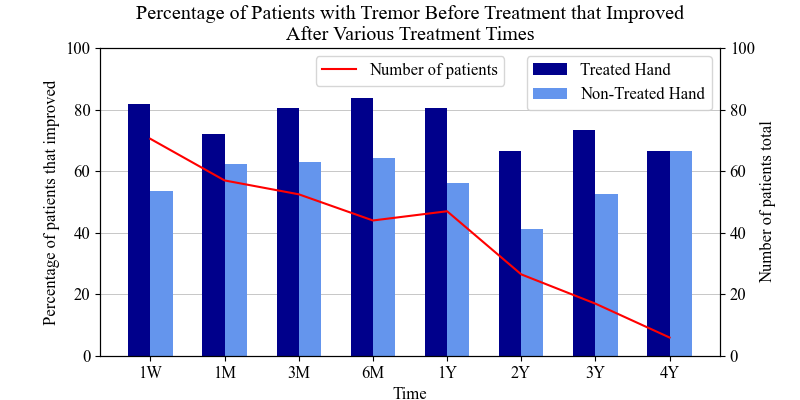 Percentage of Patients with Tremor Before Treatment that Improved
After Various Treatment Times
Number of patients
Treated Hand
Non-Treated Hand
Percentage of patients that improved
100
80
60
40
20
0
100
80
60
40
20
0
Number of patients total
1W 1M 3M 6M 1Y 2Y 3Y 4Y
Time